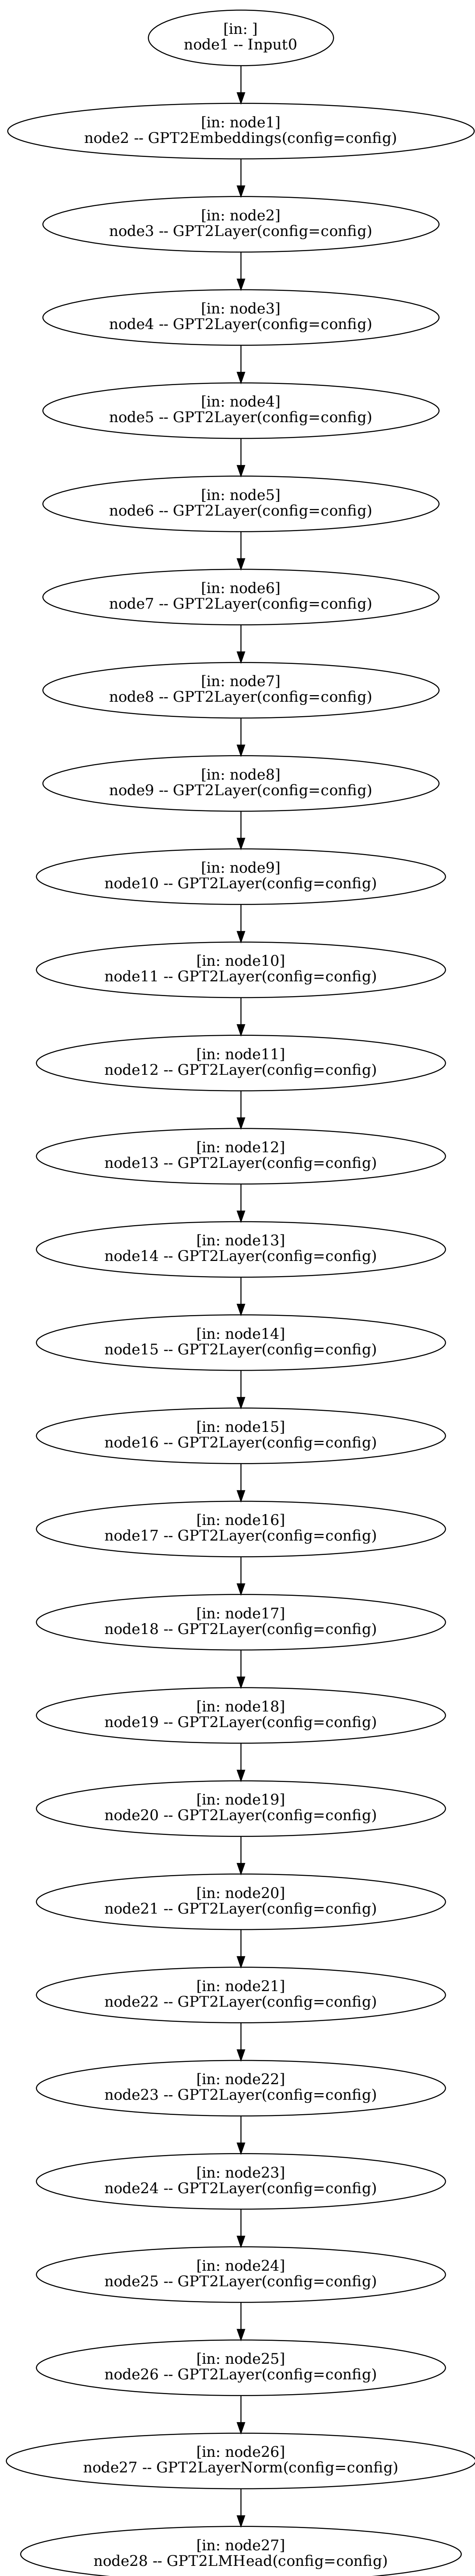 [in: ]
node1 -- Input0
[in: node1]
node2 -- GPT2Embeddings(config=config)
[in: node2]
node3 -- GPT2Layer(config=config)
[in: node3]
node4 -- GPT2Layer(config=config)
[in: node4]
node5 -- GPT2Layer(config=config)
[in: node5]
node6 -- GPT2Layer(config=config)
[in: node6]
node7 -- GPT2Layer(config=config)
[in: node7]
node8 -- GPT2Layer(config=config)
[in: node8]
node9 -- GPT2Layer(config=config)
[in: node9]
node10 -- GPT2Layer(config=config)
[in: node10]
node11 -- GPT2Layer(config=config)
[in: node11]
node12 -- GPT2Layer(config=config)
[in: node12]
node13 -- GPT2Layer(config=config)
[in: node13]
node14 -- GPT2Layer(config=config)
[in: node14]
node15 -- GPT2Layer(config=config)
[in: node15]
node16 -- GPT2Layer(config=config)
[in: node16]
node17 -- GPT2Layer(config=config)
[in: node17]
node18 -- GPT2Layer(config=config)
[in: node18]
node19 -- GPT2Layer(config=config)
[in: node19]
node20 -- GPT2Layer(config=config)
[in: node20]
node21 -- GPT2Layer(config=config)
[in: node21]
node22 -- GPT2Layer(config=config)
[in: node22]
node23 -- GPT2Layer(config=config)
[in: node23]
node24 -- GPT2Layer(config=config)
[in: node24]
node25 -- GPT2Layer(config=config)
[in: node25]
node26 -- GPT2Layer(config=config)
[in: node26]
node27 -- GPT2LayerNorm(config=config)
[in: node27]
node28 -- GPT2LMHead(config=config)